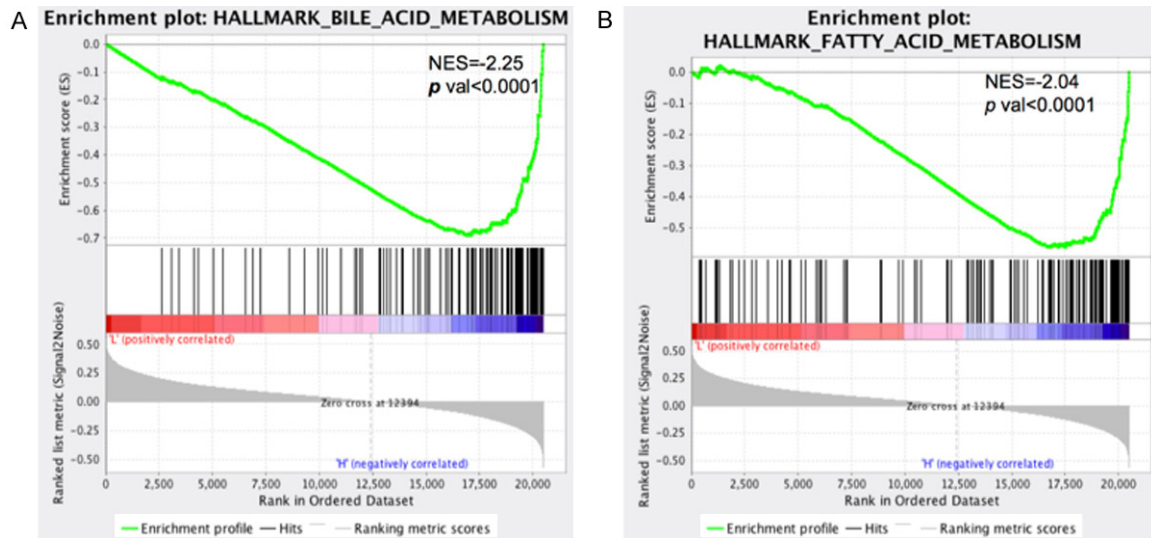 A
Enrichment plot: HALLMARK_BILE_ACID_METABOLISM
NES=-2.25
p val<0.0001
Enrichment score (ES)
0.0
-0.1
-0.2
-0.3
-0.4
-0.5
-0.6
-0.7
Ranked list metric (Signal2Noise)
'L' (positively correlated)
0.50
0.25
0.00
-0.25
-0.50
Zero cross at 12394
'H' (negatively correlated)
0 2,500 5,000 7,500 10,000 12,500 15,000 17,500 20,000
Rank in Ordered Dataset
Enrichment profile Hits Ranking metric scores
B
Enrichment plot:
HALLMARK_FATTY_ACID_METABOLISM
NES=-2.04
p val<0.0001
Enrichment score (ES)
0.0
-0.1
-0.2
-0.3
-0.4
-0.5
Ranked list metric (Signal2Noise)
'L' (positively correlated)
0.50
0.25
0.00
-0.25
-0.50
Zero cross at 12394
'H' (negatively correlated)
0 2,500 5,000 7,500 10,000 12,500 15,000 17,500 20,000
Rank in Ordered Dataset
Enrichment profile Hits Ranking metric scores